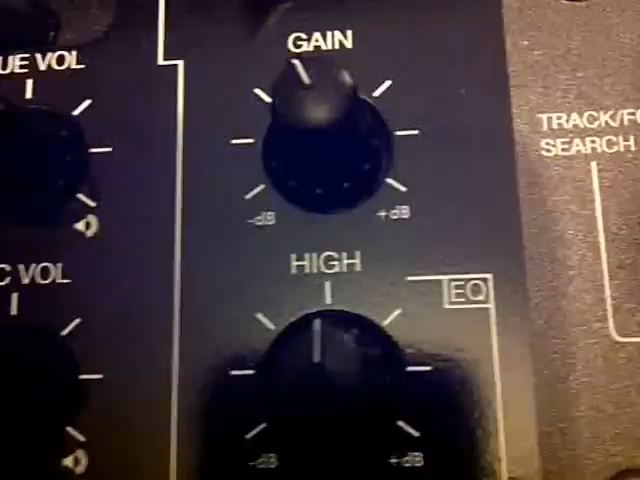 GAIN
UE VOL
TRACK/FO
SEARCH
-dB
+dB
HIGH
C VOL
EQ
-dB
+dB